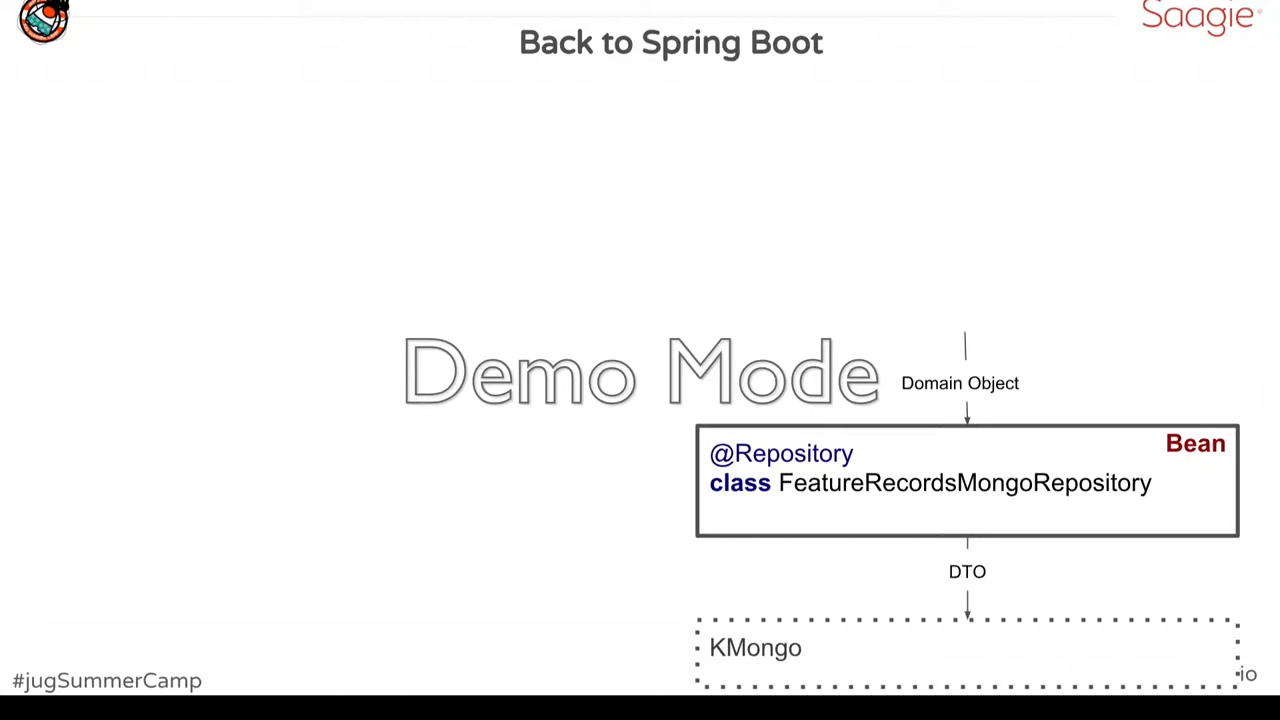 Saagie
Back to Spring Boot
Demo Mode
Domain Object
Bean
@Repository
class FeatureRecordsMongoRepository
DTO
KMongo
#jugSummerCamp
io